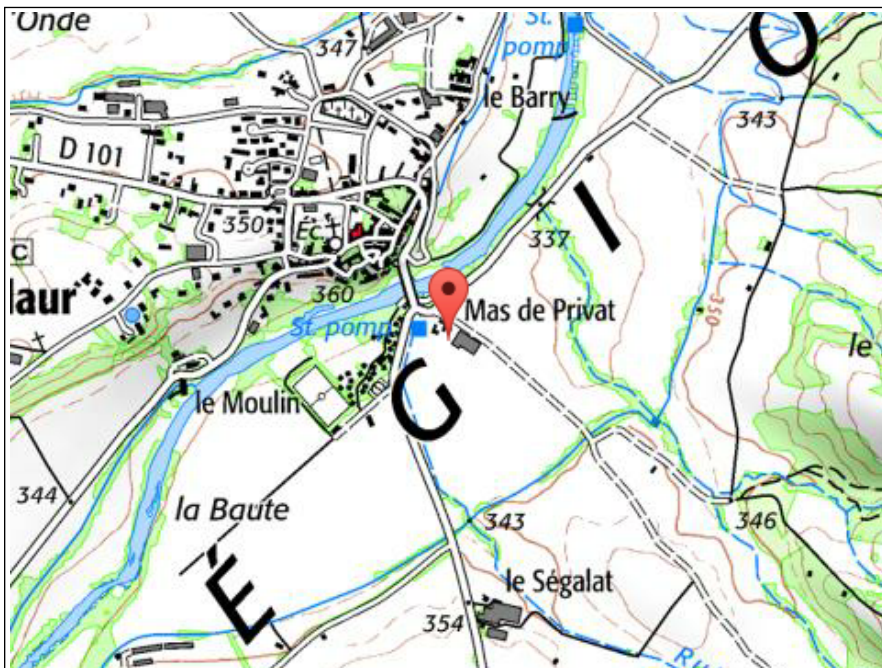 Onde
347
St.
pomp
le Barry
343
D 101
O
I
350
Éc
337
C
laur
360
Mas de Privat
350
St. pomp.
le
le Moulin
G
344
la Baute
343
346
È
le Ségalat
354
Ru